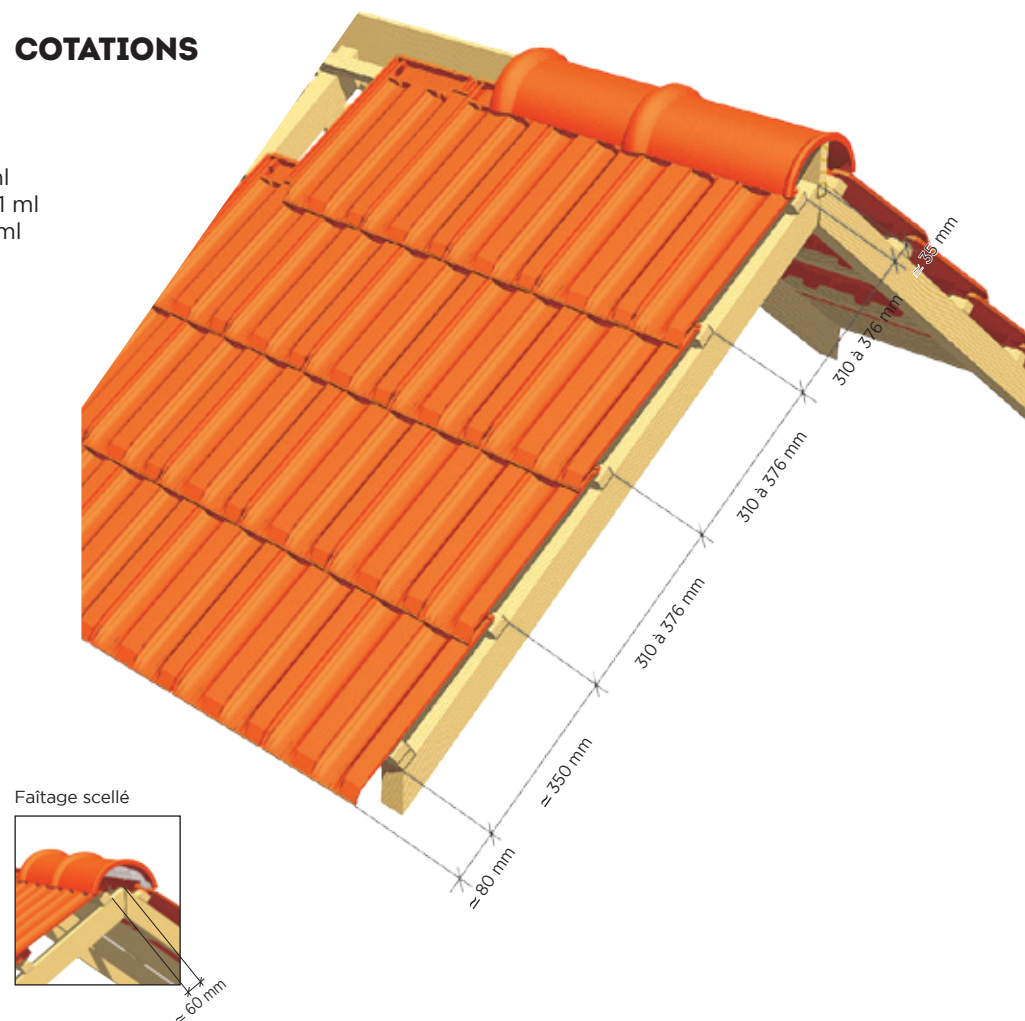 COTATIONS
ml
1 ml
ml
≈ 35 mm
310 à 376 mm
310 à 376 mm
310 à 376 mm
≈ 350 mm
≈ 80 mm
Faîtage scellé
≈ 60 mm